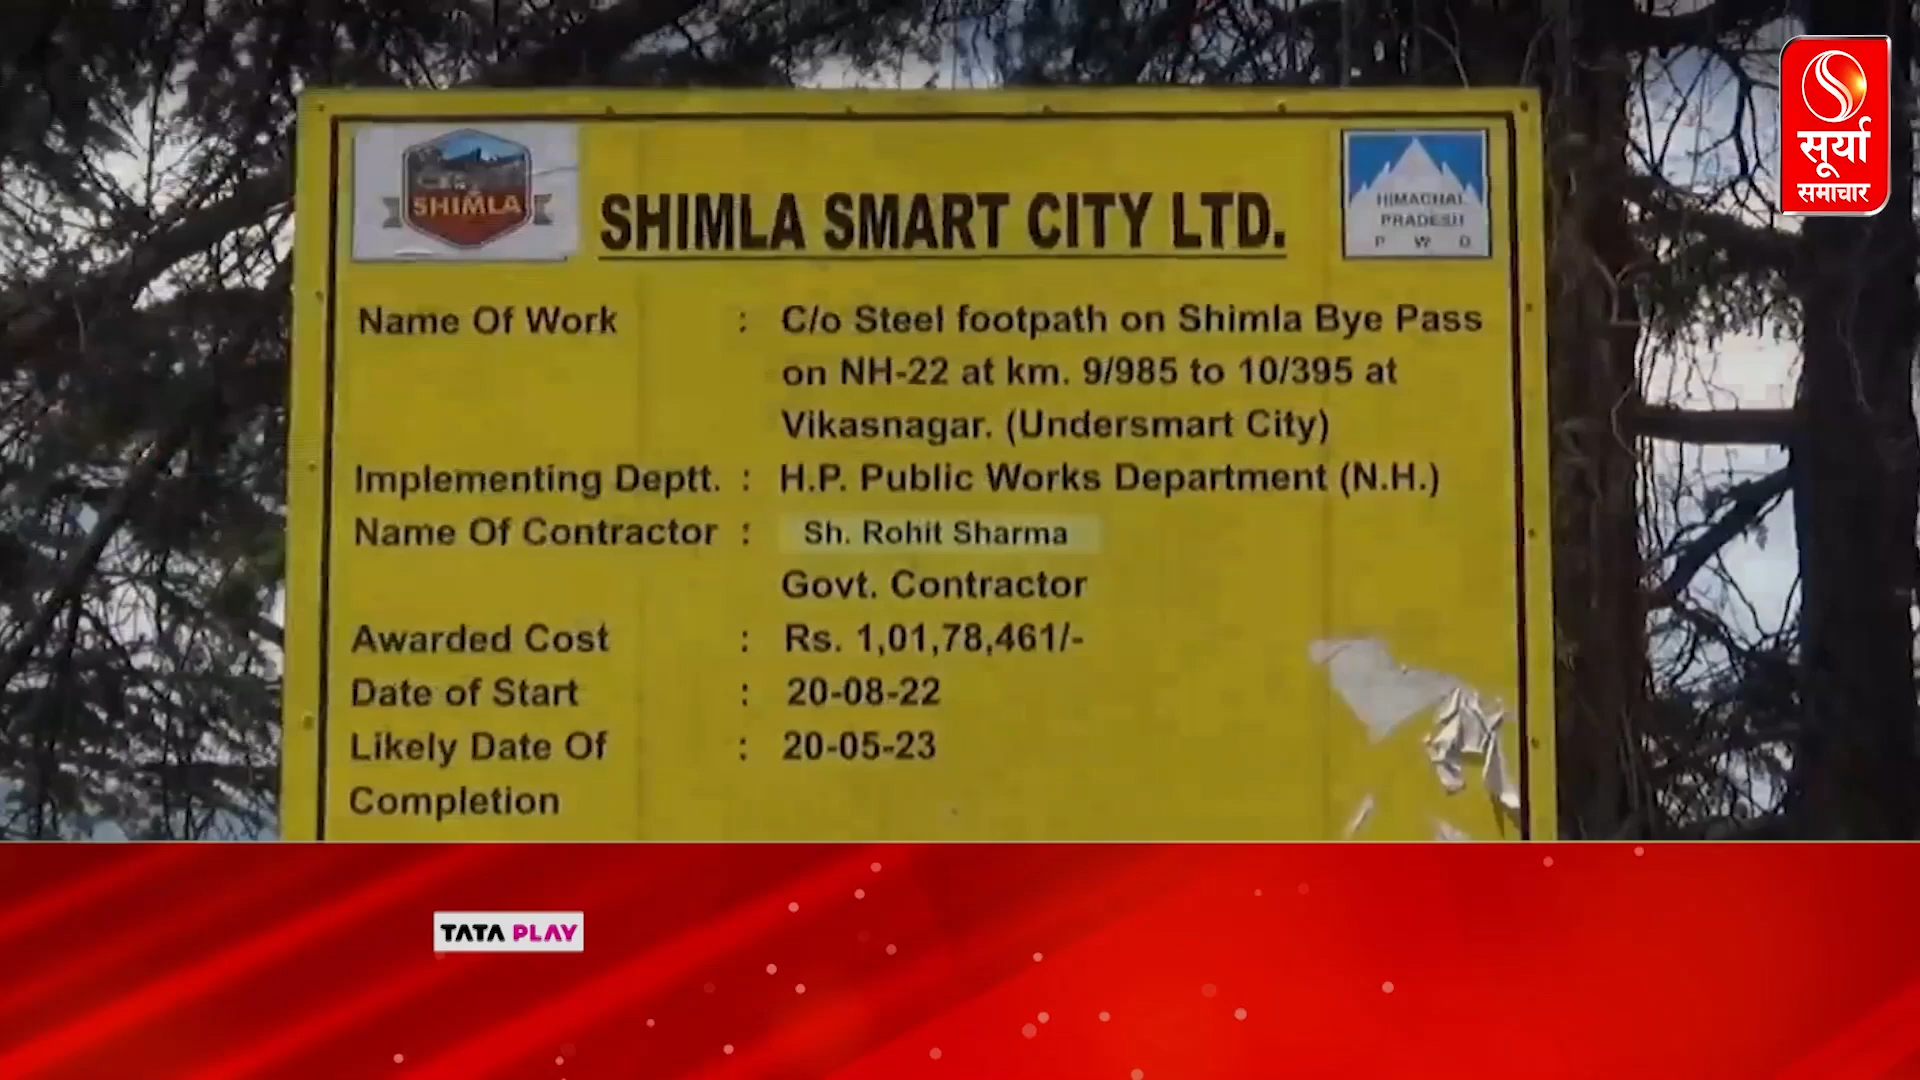 सूर्या
समाचार
SHIMLA
SHIMLA SMART CITY LTD.
HIMACHAL
PRADESH
P W D
Name Of Work : C/o Steel footpath on Shimla Bye Pass
on NH-22 at km. 9/985 to 10/395 at
Vikasnagar. (Undersmart City)
Implementing Deptt. : H.P. Public Works Department (N.H.)
Name Of Contractor : Sh. Rohit Sharma
Govt. Contractor
Awarded Cost : Rs. 1,01,78,461/-
Date of Start : 20-08-22
Likely Date Of : 20-05-23
Completion
TATA PLAY